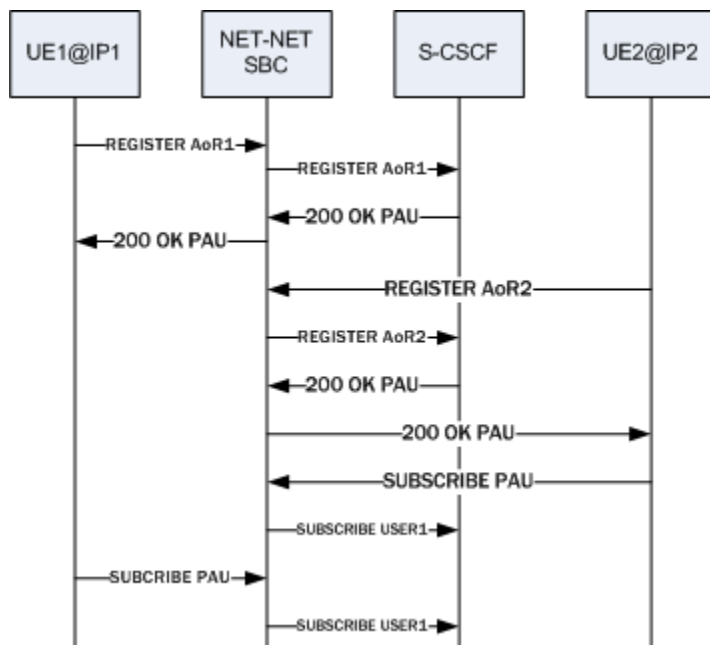 UE1@IP1
NET-NET
SBC
S-CSCF
UE2@IP2
REGISTER AoR1
REGISTER AoR1
200 OK PAU
200 OK PAU
REGISTER AoR2
REGISTER AoR2
200 OK PAU
200 OK PAU
SUBSCRIBE PAU
SUBSCRIBE USER1
SUBCRIBE PAU
SUBSCRIBE USER1